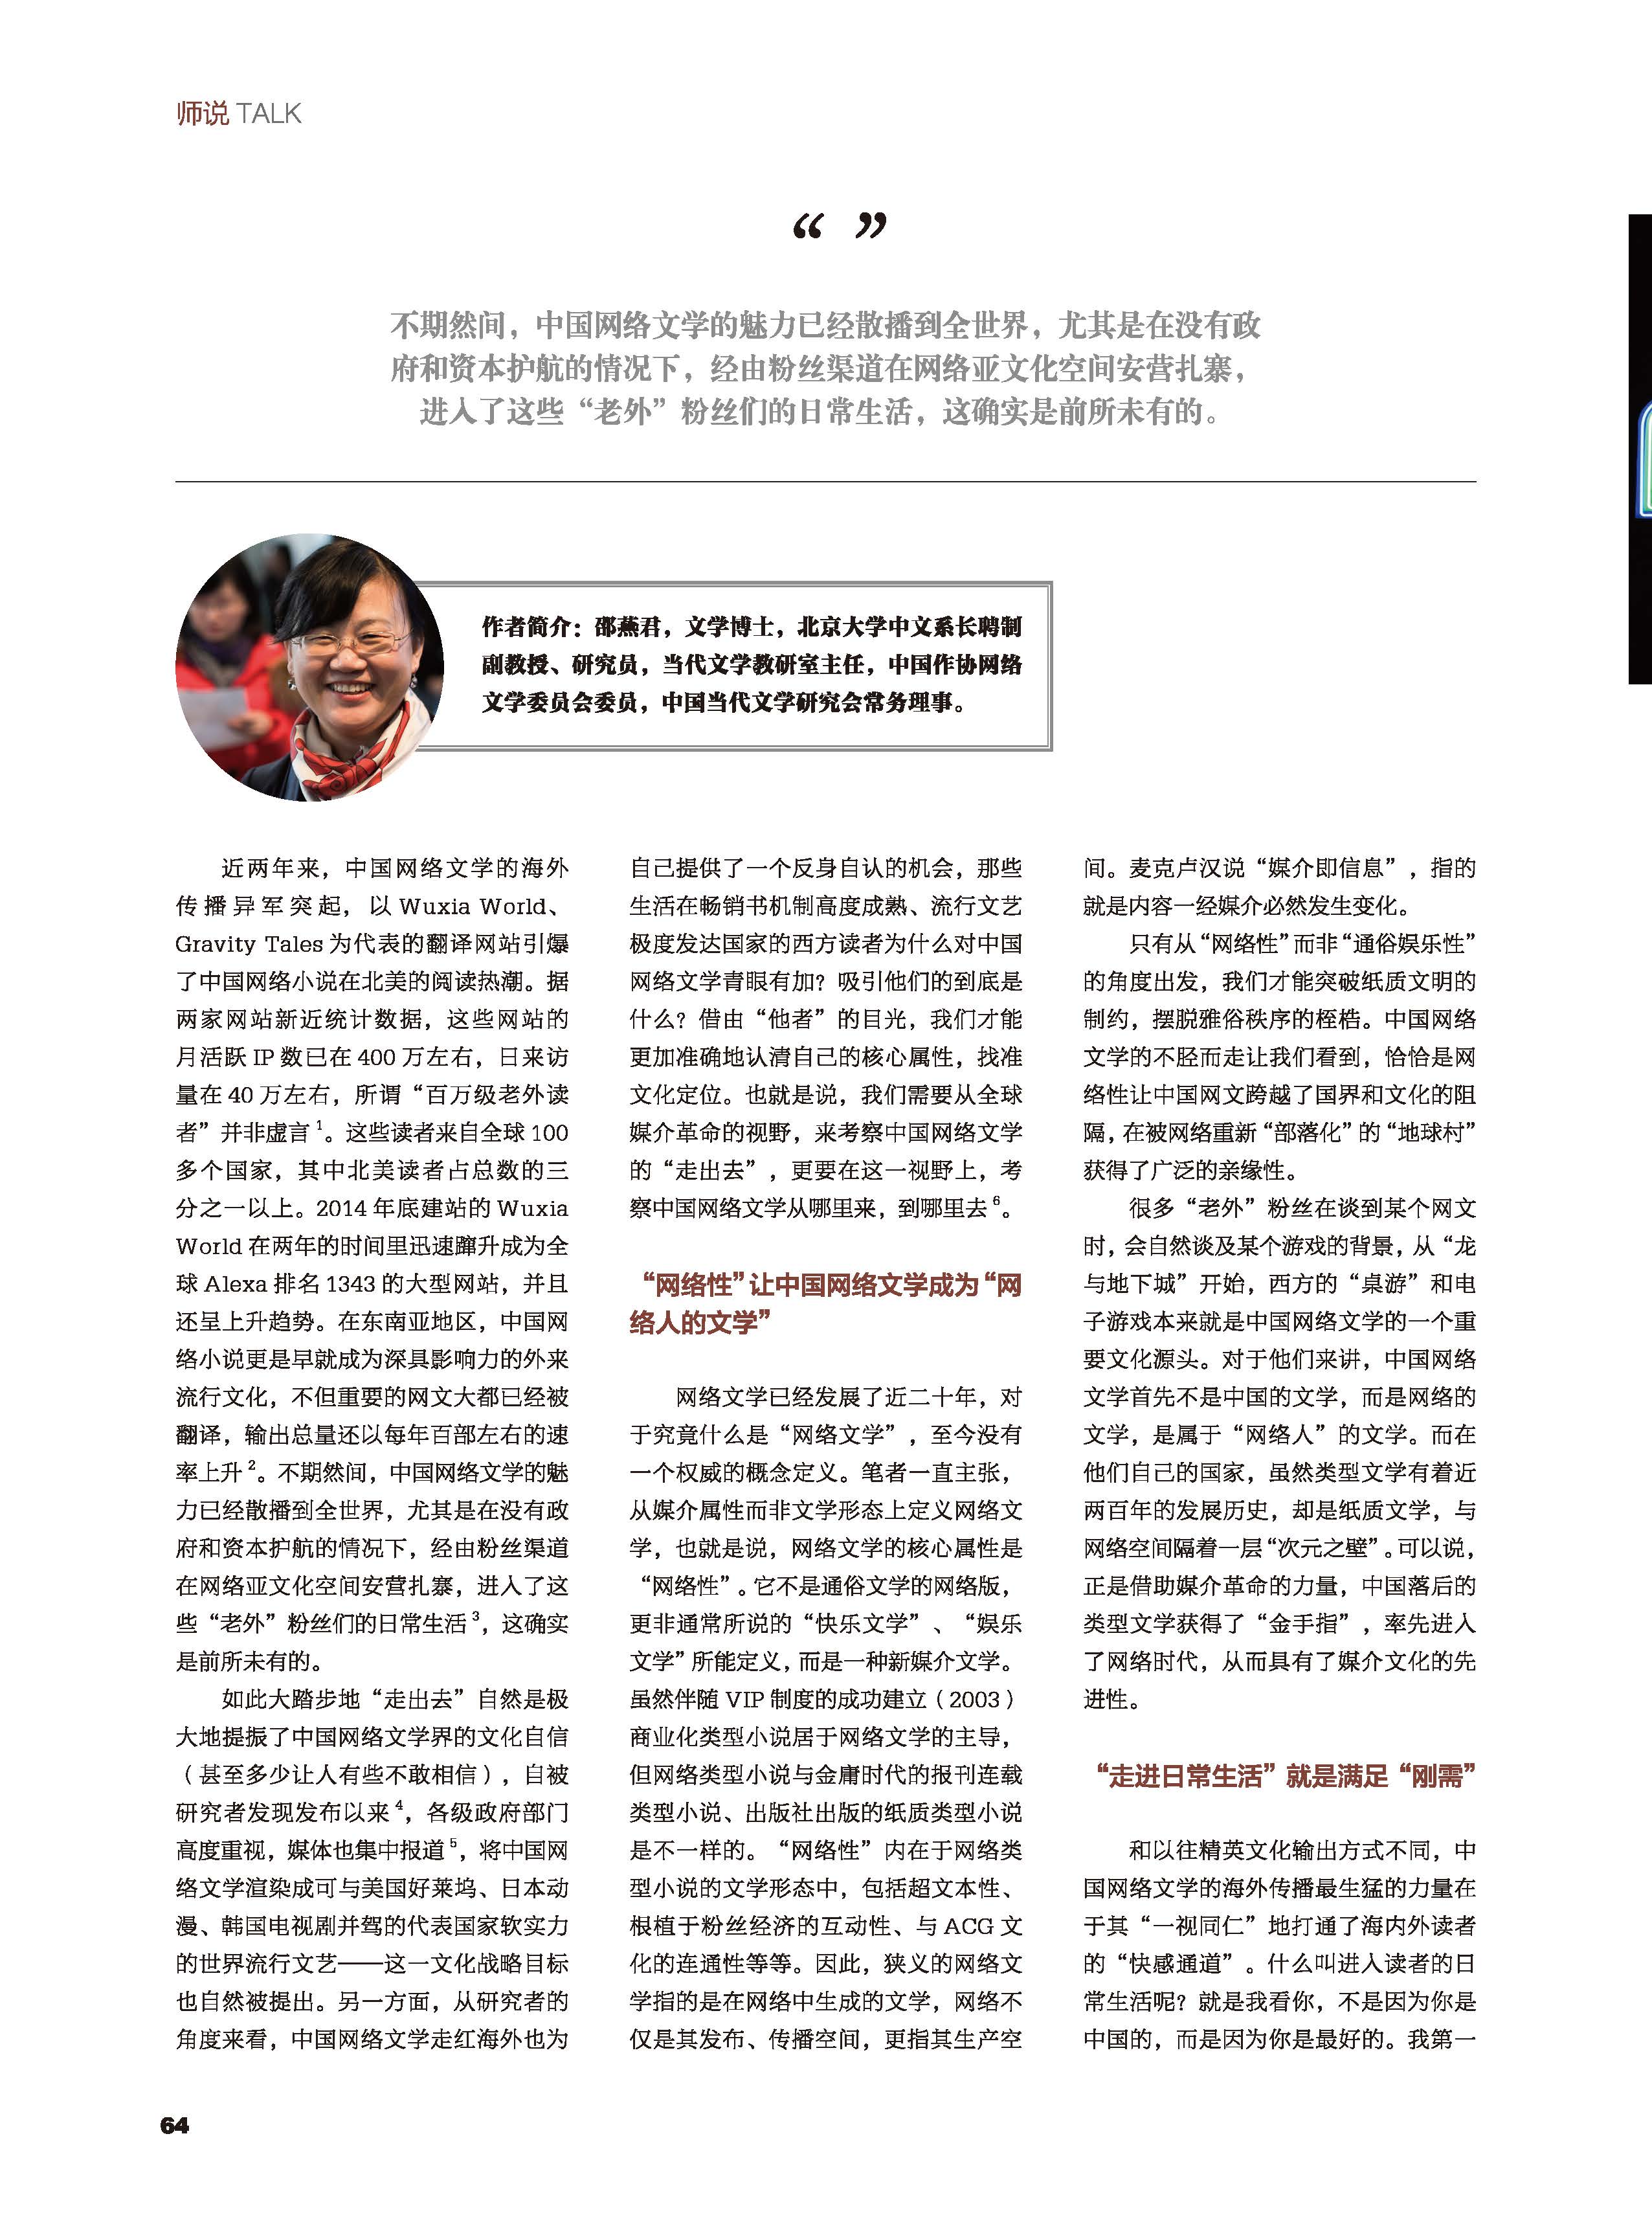 师说 TALK
“ ”
不期然间，中国网络文学的魅力已经散播到全世界，尤其是在没有政
府和资本护航的情况下，经由粉丝渠道在网络亚文化空间安营扎寨，
进入了这些“老外”粉丝们的日常生活，这确实是前所未有的。
作者简介：邵燕君，文学博士，北京大学中文系长聘制
副教授、研究员，当代文学教研室主任，中国作协网络
文学委员会委员，中国当代文学研究会常务理事。
近两年来，中国网络文学的海外
传播异军突起，以 Wuxia World、
Gravity Tales 为代表的翻译网站引爆
了中国网络小说在北美的阅读热潮。据
两家网站新近统计数据，这些网站的
月活跃 IP 数已在 400 万左右，日来访
量在 40 万左右，所谓“百万级老外读
者”并非虚言¹。这些读者来自全球 100
多个国家，其中北美读者占总数的三
分之一以上。2014 年底建站的 Wuxia
World 在两年的时间里迅速蹿升成为全
球 Alexa 排名 1343 的大型网站，并且
还呈上升趋势。在东南亚地区，中国网
络小说更是早就成为深具影响力的外来
流行文化，不但重要的网文大都已经被
翻译，输出总量还以每年百部左右的速
率上升²。不期然间，中国网络文学的魅
力已经散播到全世界，尤其是在没有政
府和资本护航的情况下，经由粉丝渠道
在网络亚文化空间安营扎寨，进入了这
些“老外”粉丝们的日常生活³，这确实
是前所未有的。
如此大踏步地“走出去”自然是极
大地提振了中国网络文学界的文化自信
（甚至多少让人有些不敢相信），自被
研究者发现发布以来⁴，各级政府部门
高度重视，媒体也集中报道⁵，将中国网
络文学渲染成可与美国好莱坞、日本动
漫、韩国电视剧并驾的代表国家软实力
的世界流行文艺——这一文化战略目标
也自然被提出。另一方面，从研究者的
角度来看，中国网络文学走红海外也为
自己提供了一个反身自认的机会，那些
生活在畅销书机制高度成熟、流行文艺
极度发达国家的西方读者为什么对中国
网络文学青眼有加？吸引他们的到底是
什么？借由“他者”的目光，我们才能
更加准确地认清自己的核心属性，找准
文化定位。也就是说，我们需要从全球
媒介革命的视野，来考察中国网络文学
的“走出去”，更要在这一视野上，考
察中国网络文学从哪里来，到哪里去⁶。
“网络性”让中国网络文学成为“网
络人的文学”
网络文学已经发展了近二十年，对
于究竟什么是“网络文学”，至今没有
一个权威的概念定义。笔者一直主张，
从媒介属性而非文学形态上定义网络文
学，也就是说，网络文学的核心属性是
“网络性”。它不是通俗文学的网络版，
更非通常所说的“快乐文学”、“娱乐
文学”所能定义，而是一种新媒介文学。
虽然伴随 VIP 制度的成功建立（2003）
商业化类型小说居于网络文学的主导，
但网络类型小说与金庸时代的报刊连载
类型小说、出版社出版的纸质类型小说
是不一样的。“网络性”内在于网络类
型小说的文学形态中，包括超文本性、
根植于粉丝经济的互动性、与 ACG 文
化的连通性等等。因此，狭义的网络文
学指的是在网络中生成的文学，网络不
仅是其发布、传播空间，更指其生产空
间。麦克卢汉说“媒介即信息”，指的
就是内容一经媒介必然发生变化。
只有从“网络性”而非“通俗娱乐性”
的角度出发，我们才能突破纸质文明的
制约，摆脱雅俗秩序的桎梏。中国网络
文学的不胫而走让我们看到，恰恰是网
络性让中国网文跨越了国界和文化的阻
隔，在被网络重新“部落化”的“地球村”
获得了广泛的亲缘性。
很多“老外”粉丝在谈到某个网文
时，会自然谈及某个游戏的背景，从“龙
与地下城”开始，西方的“桌游”和电
子游戏本来就是中国网络文学的一个重
要文化源头。对于他们来讲，中国网络
文学首先不是中国的文学，而是网络的
文学，是属于“网络人”的文学。而在
他们自己的国家，虽然类型文学有着近
两百年的发展历史，却是纸质文学，与
网络空间隔着一层“次元之壁”。可以说，
正是借助媒介革命的力量，中国落后的
类型文学获得了“金手指”，率先进入
了网络时代，从而具有了媒介文化的先
进性。
“走进日常生活”就是满足“刚需”
和以往精英文化输出方式不同，中
国网络文学的海外传播最生猛的力量在
于其“一视同仁”地打通了海内外读者
的“快感通道”。什么叫进入读者的日
常生活呢？就是我看你，不是因为你是
中国的，而是因为你是最好的。我第一
64